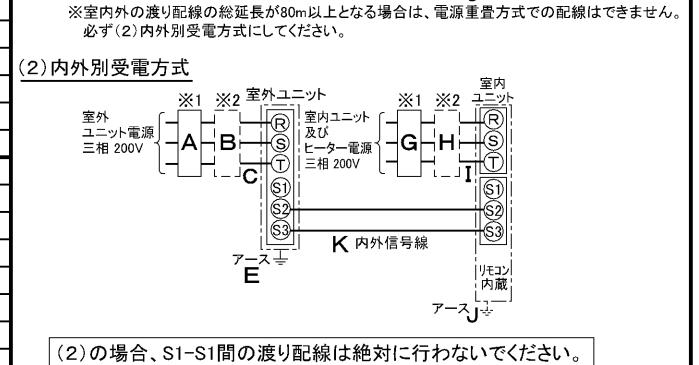 ※室内外の渡り配線の総延長が80m以上となる場合は、電源重畳方式での配線はできません。
必ず(2)内外別受電方式にしてください。
(2)内外別受電方式
※1 ※2 室外ユニット
室外
ユニット電源
三相 200V
A B C
R
S
T
S1
S2
S3
アース
E
※1 ※2 室内
ユニット
室内ユニット
及び
ヒーター電源
三相 200V
G H I
R
S
T
S1
S2
S3
K 内外信号線
リモコン
内蔵
アース J
(2)の場合、S1-S1間の渡り配線は絶対に行わないでください。